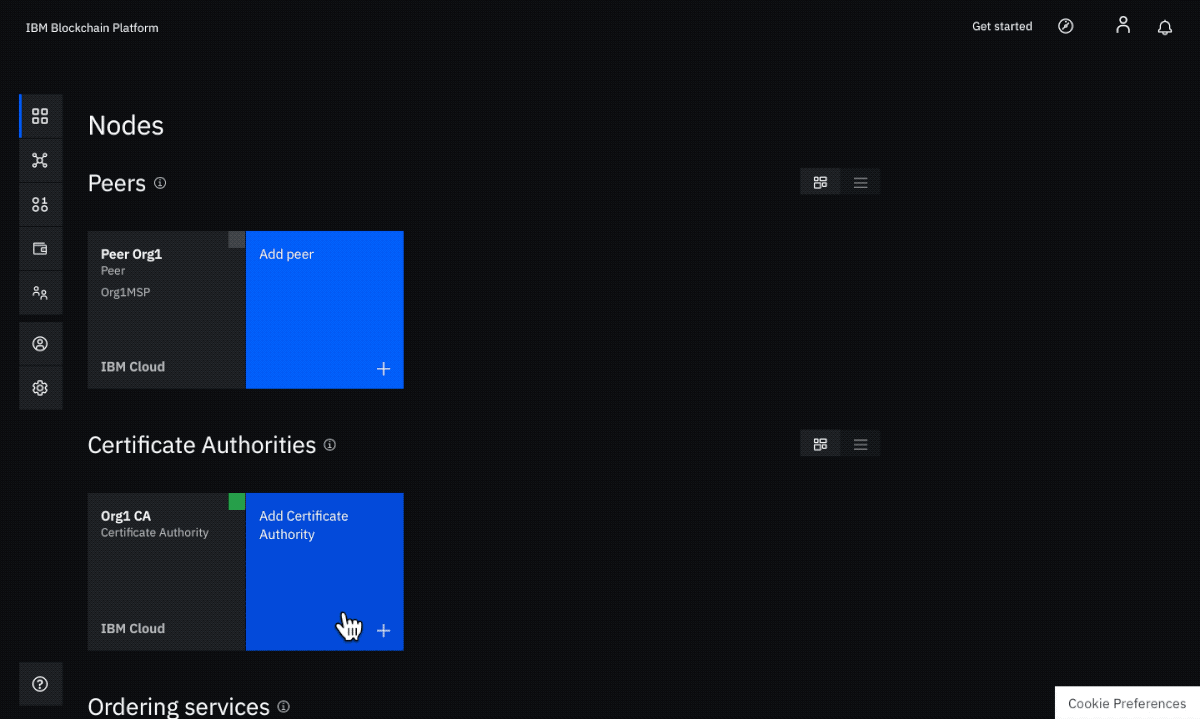 IBM Blockchain Platform
Get started
Nodes
Peers
Peer Org1
Peer
Org1MSP
IBM Cloud
Add peer
Certificate Authorities
Org1 CA
Certificate Authority
IBM Cloud
Add Certificate
Authority
Ordering services
Cookie Preferences